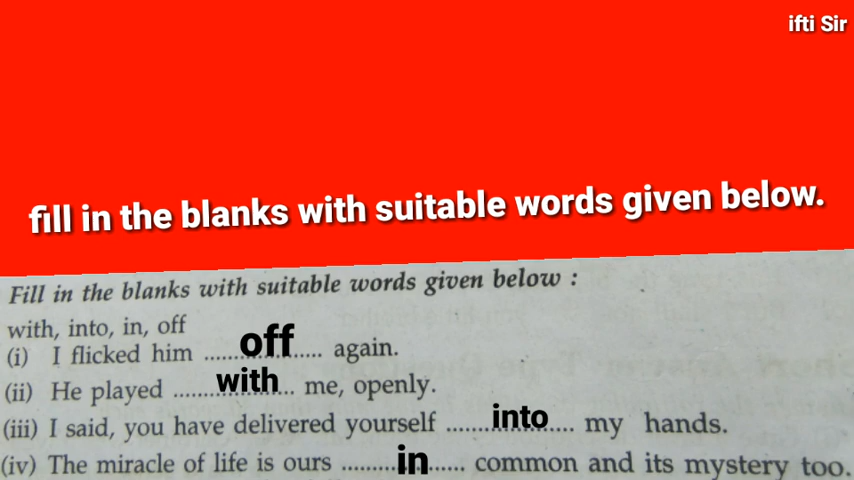 ifti Sir
fill in the blanks with suitable words given below.
Fill in the blanks with suitable words given below :
with, into, in, off
(i) I flicked him ..........off.......... again.
(ii) He played ..........with.......... me, openly.
(iii) I said, you have delivered yourself ..........into.......... my hands.
(iv) The miracle of life is ours ..........in.......... common and its mystery too.